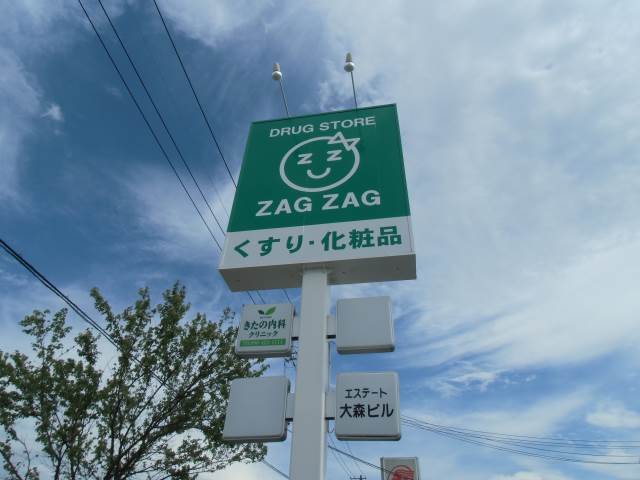 DRUG STORE
ZZ
ZAG ZAG
くすり・化粧品
きたの内科
クリニック
エステート
大森ビル